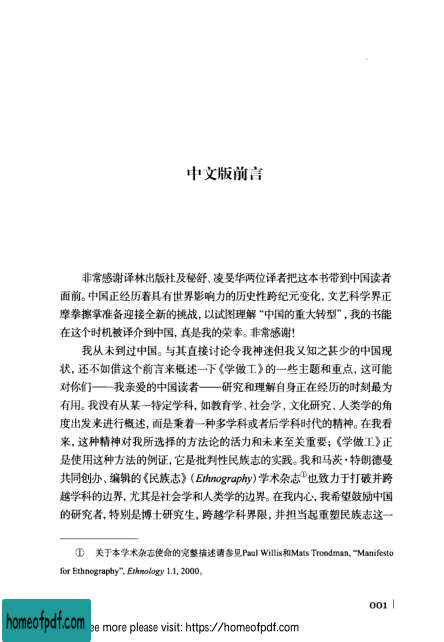 中文版前言
非常感谢译林出版社及秘舒、凌旻华两位译者把这本书带到中国读者
面前。中国正经历着具有世界影响力的历史性跨纪元变化，文艺科学界正
摩拳擦掌准备迎接全新的挑战，以试图理解“中国的重大转型”，我的书能
在这个时机被译介到中国，真是我的荣幸。非常感谢！
我从未到过中国。与其直接讨论令我神迷但我又知之甚少的中国现
状，还不如借这个前言来概述一下《学做工》的一些主题和重点，这可能
对你们——我亲爱的中国读者——研究和理解自身正在经历的时刻最为
有用。我没有从某一特定学科，如教育学、社会学、文化研究、人类学的角
度出发来进行概述，而是秉着一种多学科或者后学科时代的精神。在我看
来，这种精神对我所选择的方法论的活力和未来至关重要；《学做工》正
是使用这种方法的例证，它是批判性民族志的实践。我和马茨·特朗德曼
共同创办、编辑的《民族志》（Ethnography）学术杂志①也致力于打破并跨
越学科的边界，尤其是社会学和人类学的边界。在我内心，我希望鼓励中国
的研究者，特别是博士研究生，跨越学科界限，并担当起重塑民族志这一
① 关于本学术杂志使命的完整描述请参见Paul Willis和Mats Trondman, “Manifesto
for Ethnography”, Ethnology 1.1, 2000。
001
homeofpdf.com
ee more please visit: https://homeofpdf.com